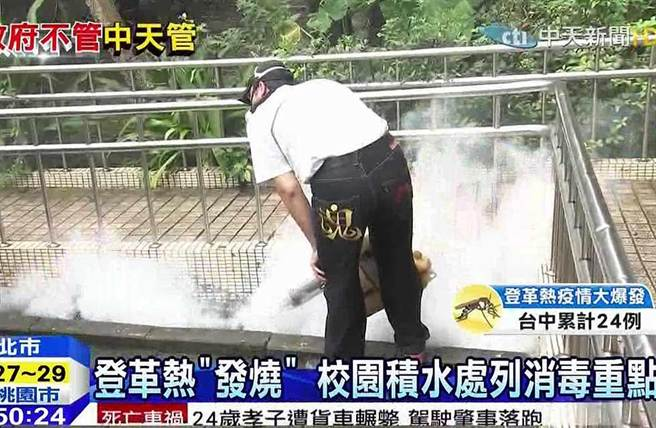 政府不管中天管
cti 中天新聞 HD
登革熱疫情大爆發
台中累計24例
北市
27~29
桃園市
50:24
登革熱"發燒" 校園積水處列消毒重點
死亡車禍 24歲孝子遭貨車輾斃 駕駛肇事落跑